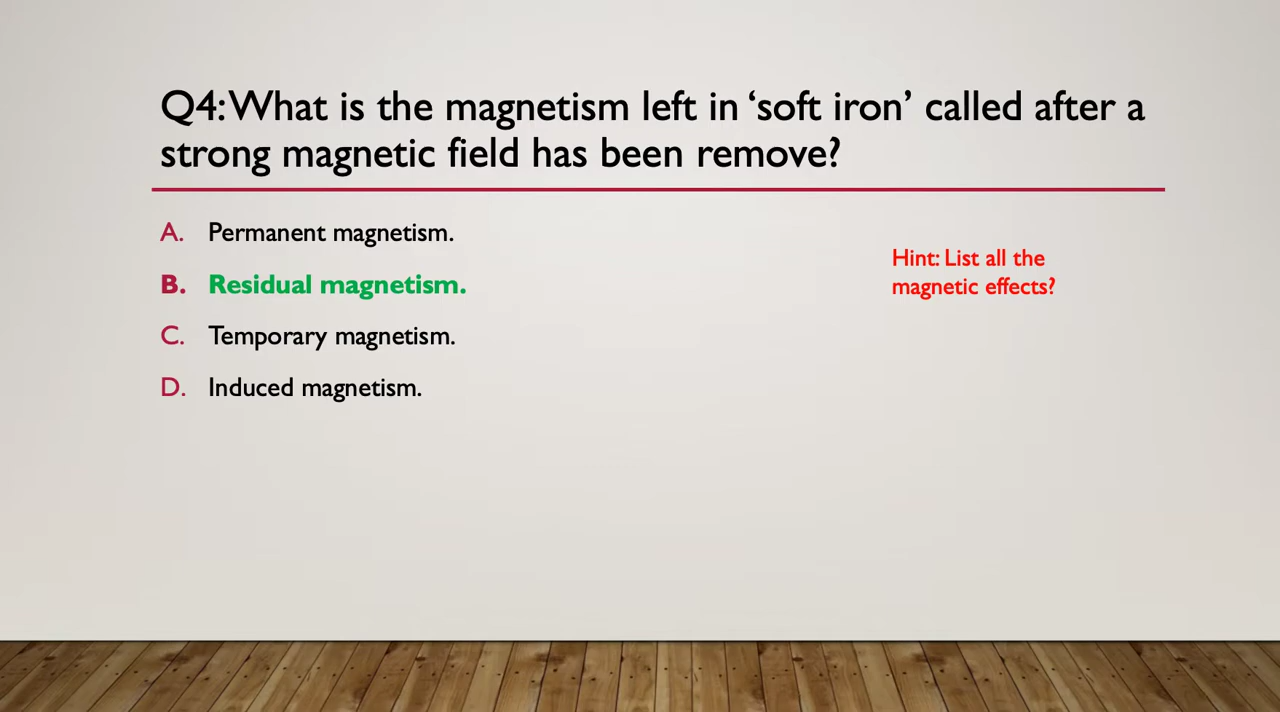 Q4: What is the magnetism left in ‘soft iron’ called after a
strong magnetic field has been remove?
A. Permanent magnetism.
B. Residual magnetism.
C. Temporary magnetism.
D. Induced magnetism.
Hint: List all the
magnetic effects?